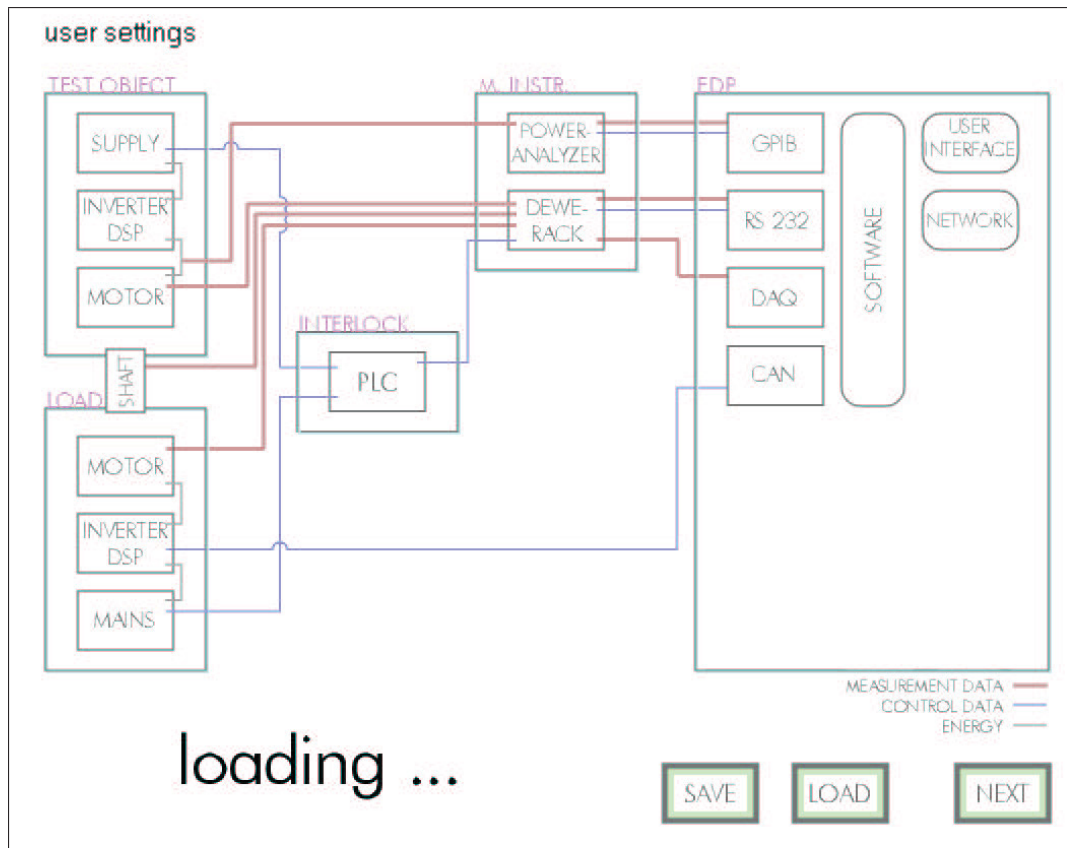 user settings
TEST OBJECT
SUPPLY
INVERTER
DSP
MOTOR
SHAFT
LOAD
MOTOR
INVERTER
DSP
MAINS
INTERLOCK
PLC
M. INSTR.
POWER-
ANALYZER
DEWE-
RACK
EDP
GPIB
RS 232
DAQ
CAN
SOFTWARE
USER
INTERFACE
NETWORK
MEASUREMENT DATA
CONTROL DATA
ENERGY
loading ...
SAVE
LOAD
NEXT